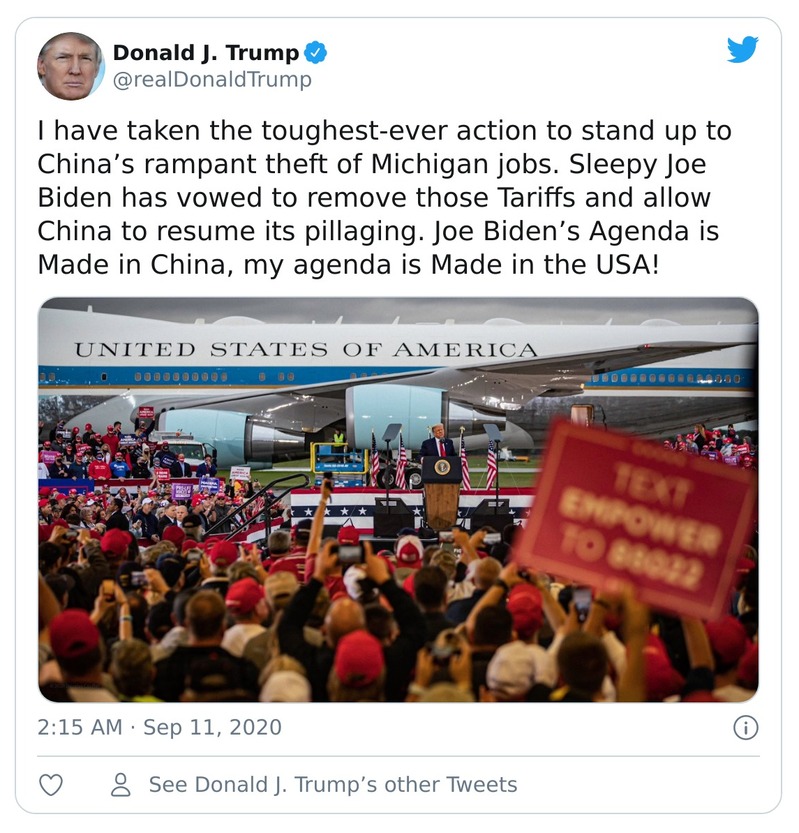 Donald J. Trump
@realDonaldTrump
I have taken the toughest-ever action to stand up to
China’s rampant theft of Michigan jobs. Sleepy Joe
Biden has vowed to remove those Tariffs and allow
China to resume its pillaging. Joe Biden’s Agenda is
Made in China, my agenda is Made in the USA!
UNITED STATES OF AMERICA
TEXT
EMPOWER
TO 88022
2:15 AM · Sep 11, 2020
See Donald J. Trump’s other Tweets